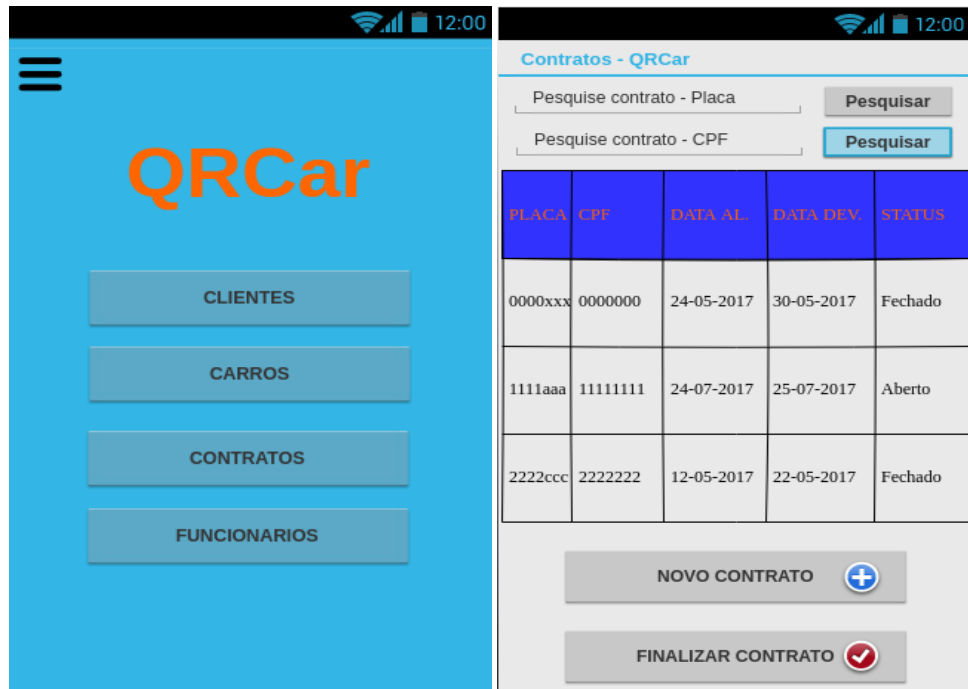 12:00
QRCar
CLIENTES
CARROS
CONTRATOS
FUNCIONARIOS
12:00
Contratos - QRCar
Pesquise contrato - Placa Pesquisar
Pesquise contrato - CPF Pesquisar
PLACA CPF DATA AL. DATA DEV. STATUS
0000xxx 0000000 24-05-2017 30-05-2017 Fechado
1111aaa 11111111 24-07-2017 25-07-2017 Aberto
2222ccc 2222222 12-05-2017 22-05-2017 Fechado
NOVO CONTRATO
FINALIZAR CONTRATO